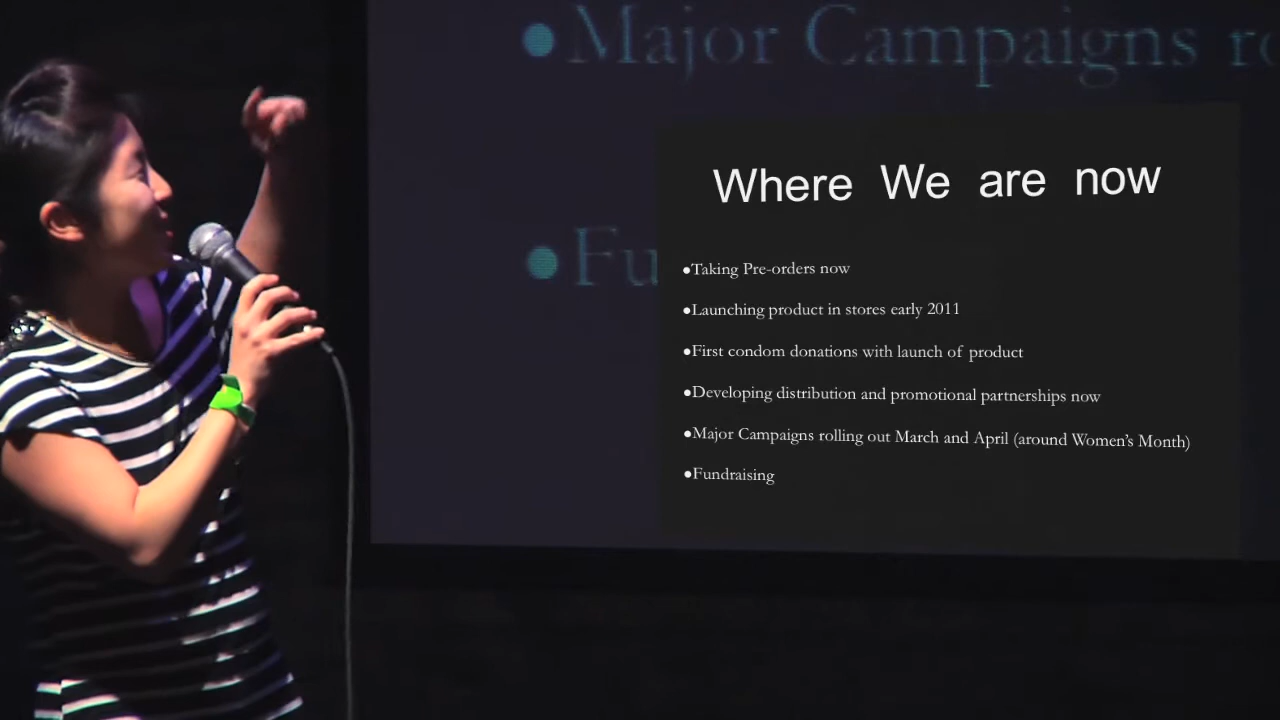 ●Major Campaigns ro
●Fu
Where We are now
●Taking Pre-orders now
●Launching product in stores early 2011
●First condom donations with launch of product
●Developing distribution and promotional partnerships now
●Major Campaigns rolling out March and April (around Women’s Month)
●Fundraising